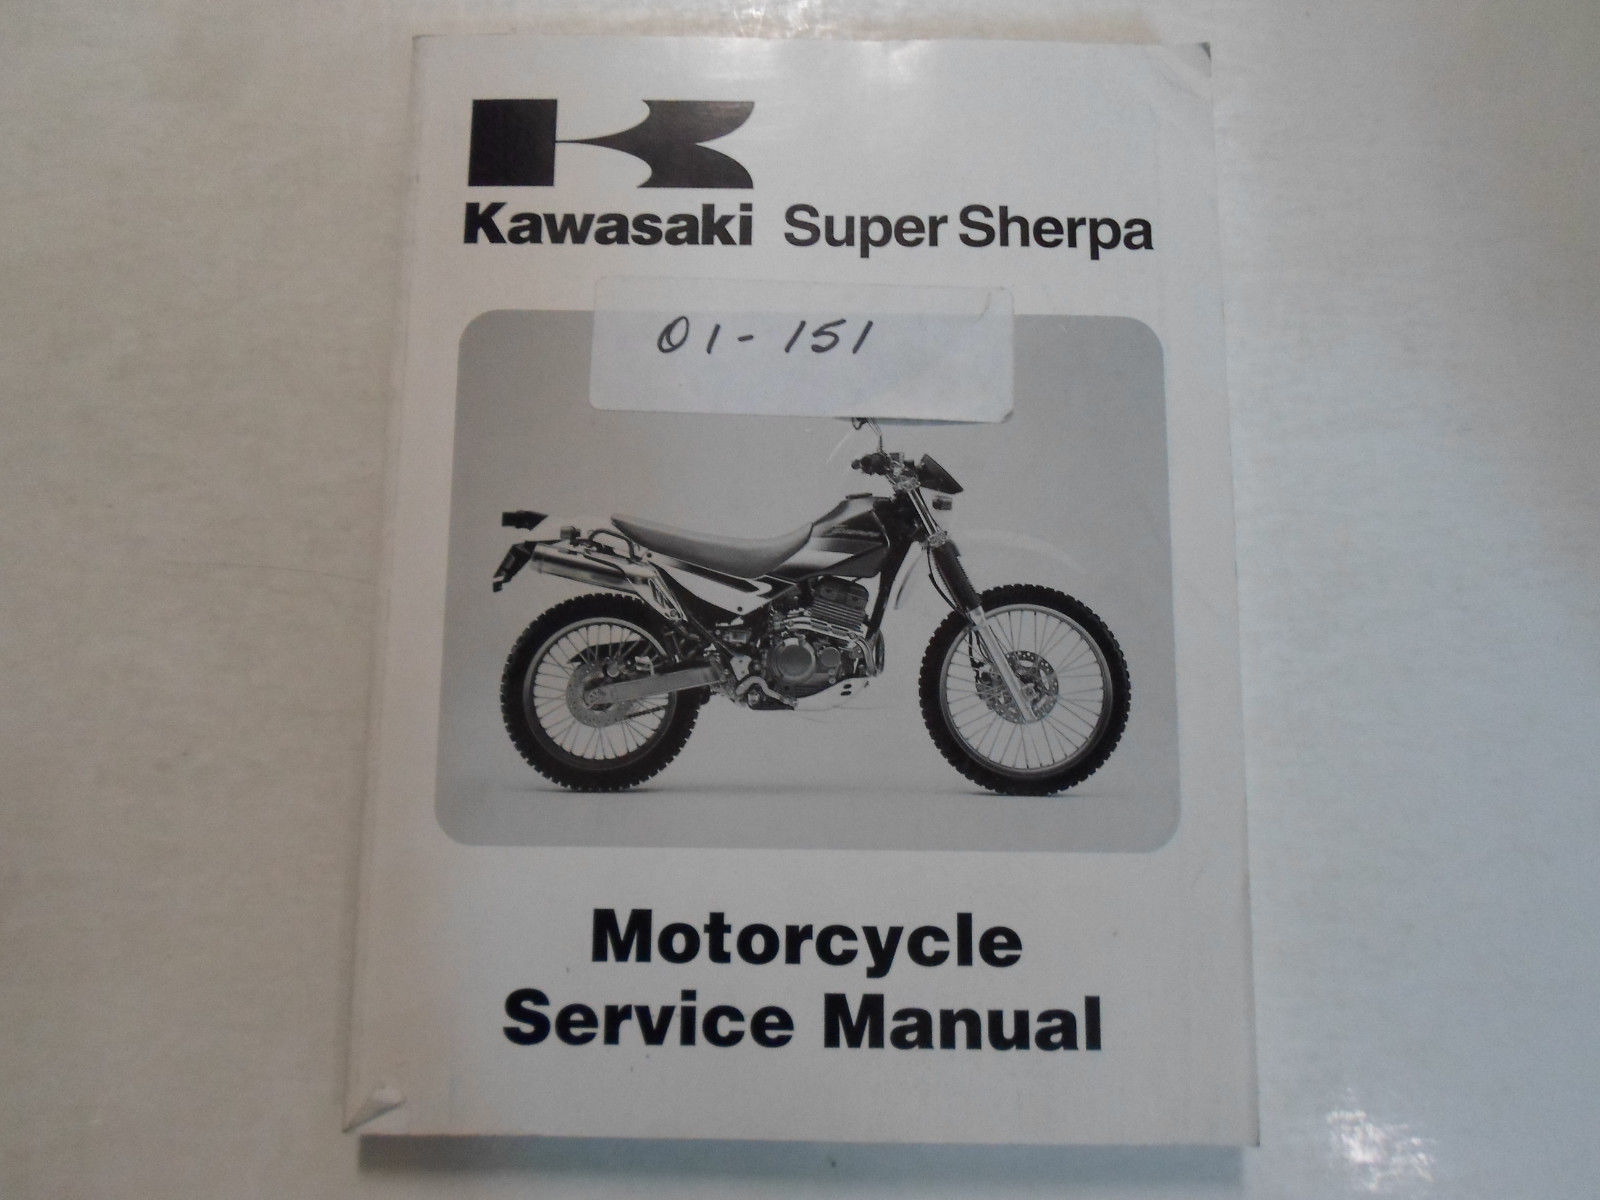 Kawasaki Super Sherpa
01-151
Motorcycle
Service Manual